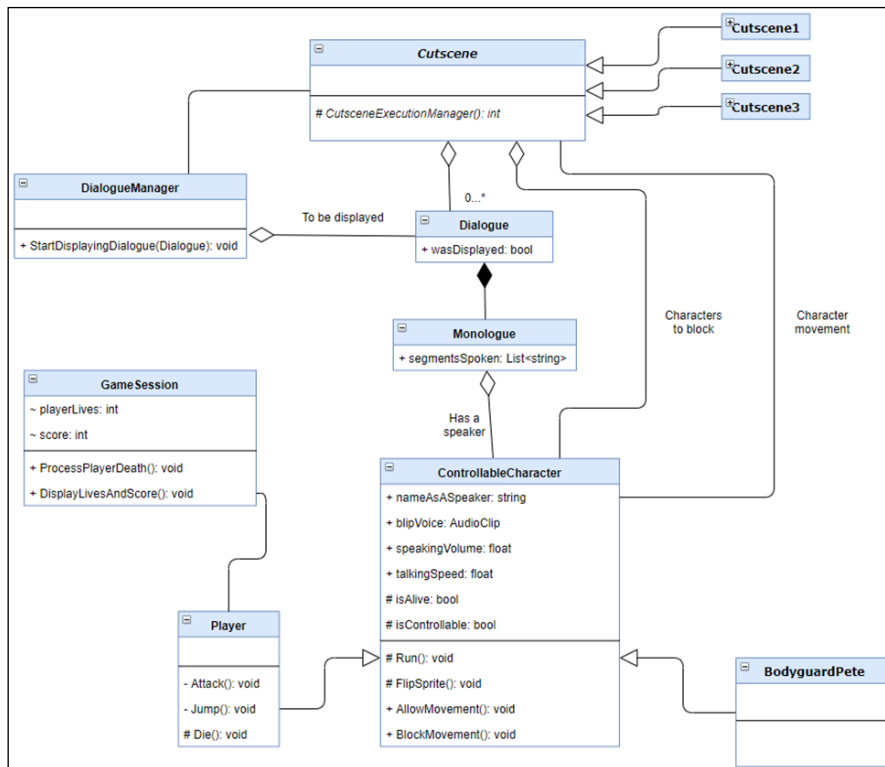 Cutscene
# CutsceneExecutionManager(): int
Cutscene1
Cutscene2
Cutscene3
DialogueManager
+ StartDisplayingDialogue(Dialogue): void
To be displayed
0...*
Dialogue
+ wasDisplayed: bool
Monologue
+ segmentsSpoken: List<string>
Characters
to block
Character
movement
Has a
speaker
GameSession
~ playerLives: int
~ score: int
+ ProcessPlayerDeath(): void
+ DisplayLivesAndScore(): void
ControllableCharacter
+ nameAsASpeaker: string
+ blipVoice: AudioClip
+ speakingVolume: float
+ talkingSpeed: float
# isAlive: bool
# isControllable: bool
# Run(): void
# FlipSprite(): void
+ AllowMovement(): void
+ BlockMovement(): void
Player
- Attack(): void
- Jump(): void
# Die(): void
BodyguardPete